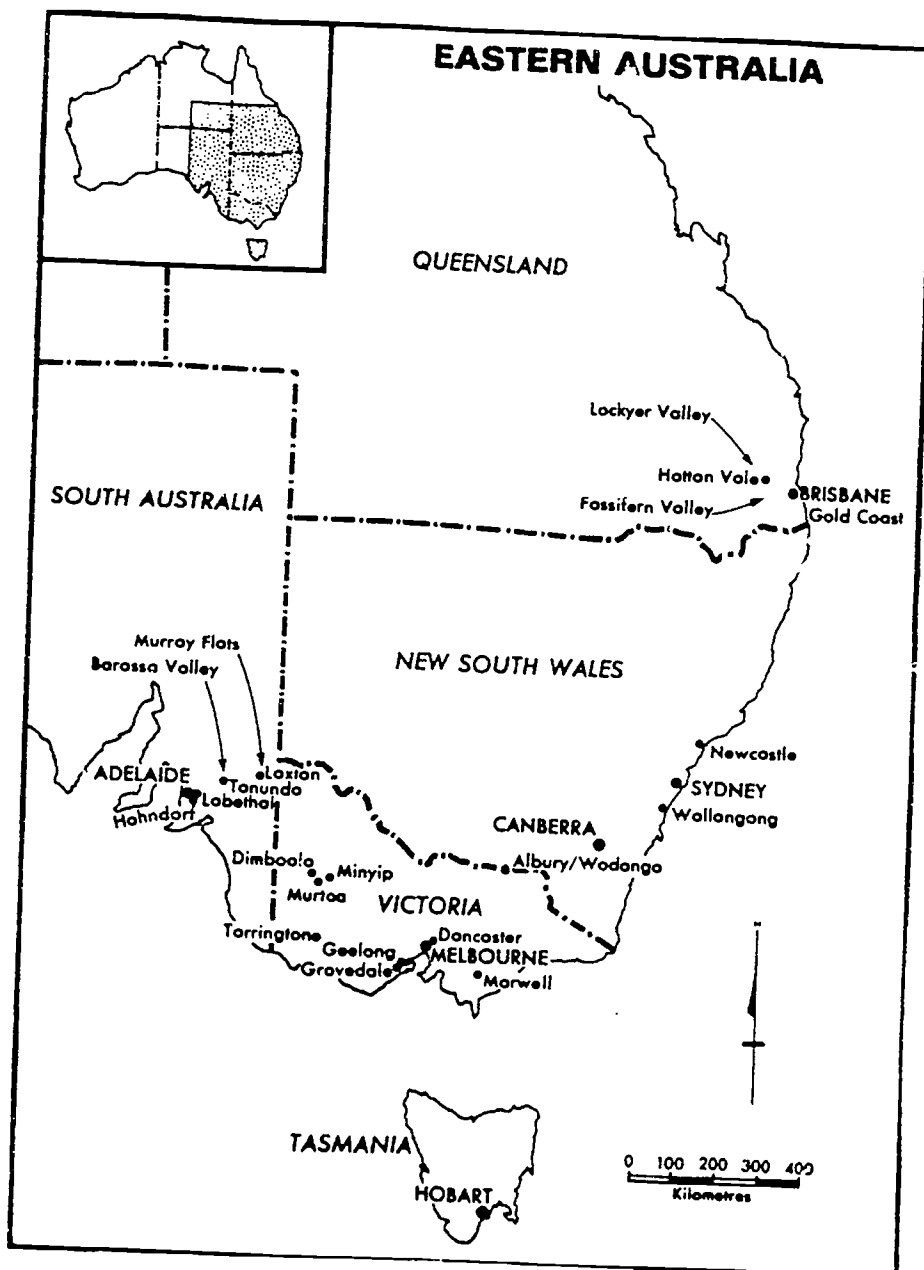 EASTERN AUSTRALIA
QUEENSLAND
Lockyer Valley
Hatton Vale
SOUTH AUSTRALIA
BRISBANE
Fassifern Valley
Gold Coast
Murray Flats
Barossa Valley
NEW SOUTH WALES
Newcastle
Loxton
ADELAIDE
Tanunda
SYDNEY
Lobethal
Hahndorf
Wollongong
CANBERRA
Albury/Wodonga
Dimboola
Minyip
Murtoa
VICTORIA
Tarrington
Doncaster
Geelong
MELBOURNE
Grovedale
Morwell
TASMANIA
0 100 200 300 400
Kilometres
HOBART